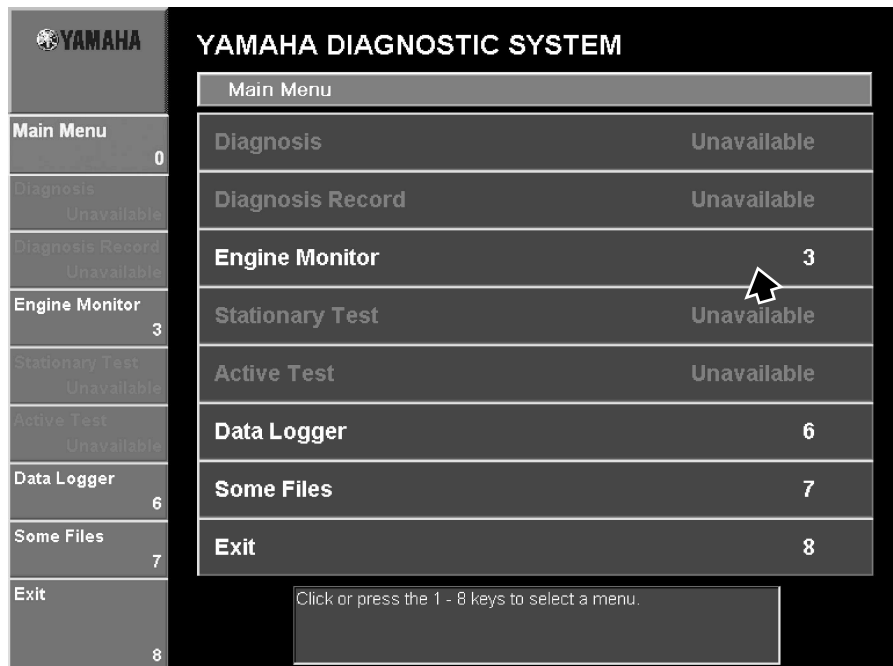 YAMAHA
YAMAHA DIAGNOSTIC SYSTEM
Main Menu
Main Menu
0
Diagnosis
Unavailable
Diagnosis Record
Unavailable
Engine Monitor
3
Stationary Test
Unavailable
Active Test
Unavailable
Data Logger
6
Some Files
7
Exit
8
Diagnosis Unavailable
Diagnosis Record Unavailable
Engine Monitor 3
Stationary Test Unavailable
Active Test Unavailable
Data Logger 6
Some Files 7
Exit 8
Click or press the 1 - 8 keys to select a menu.